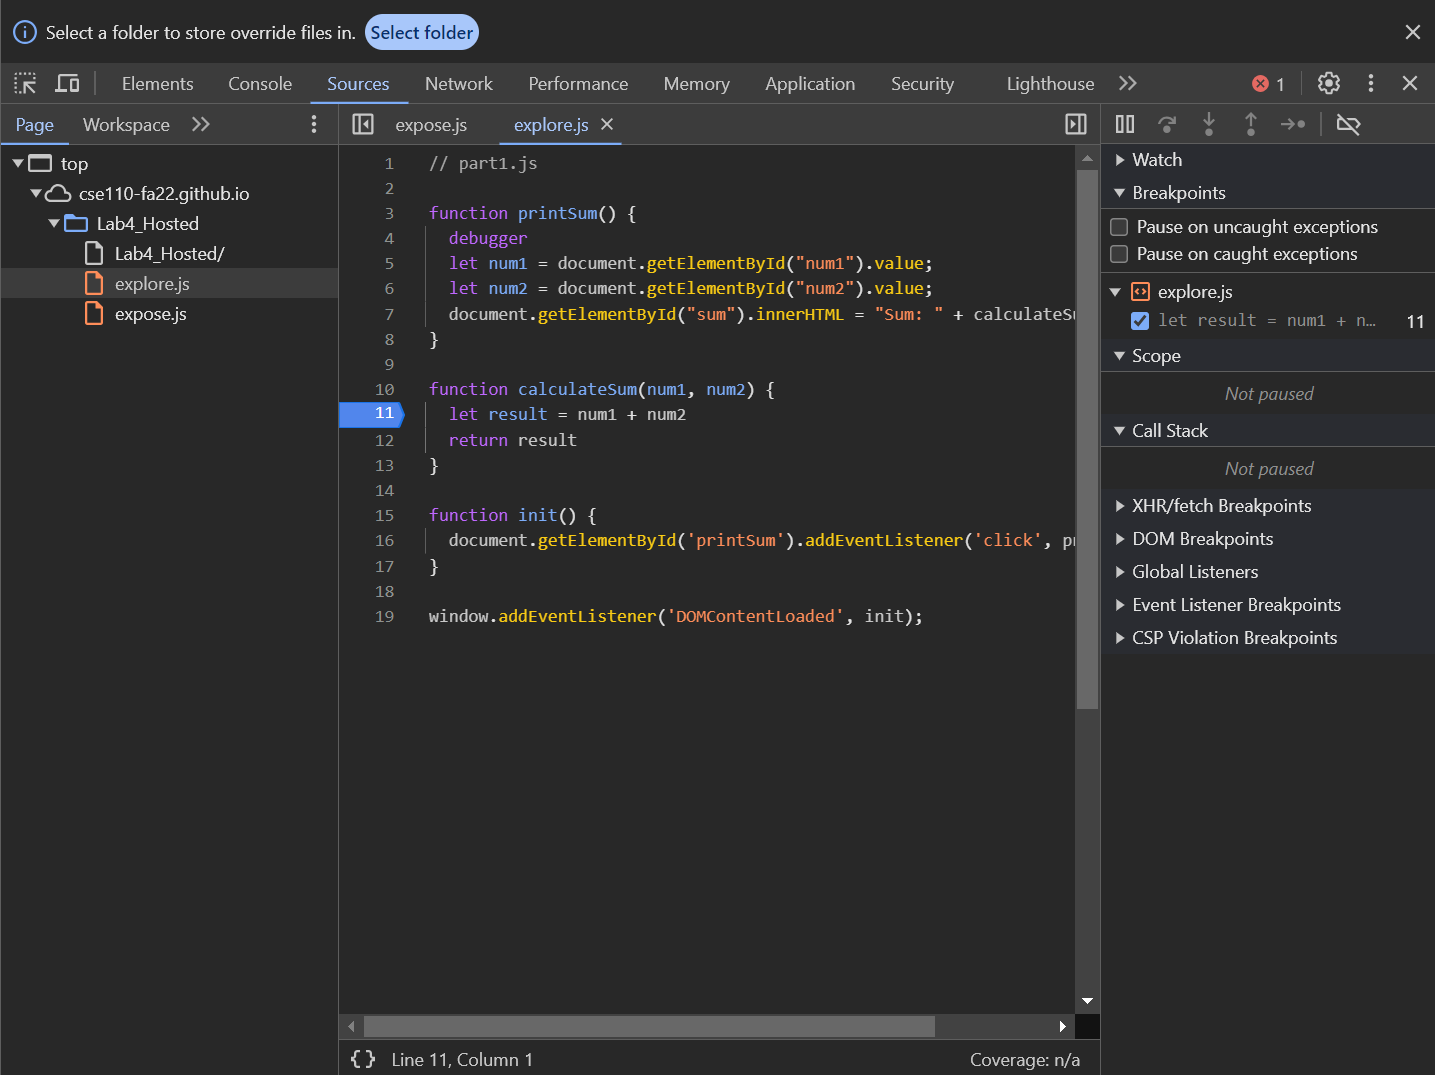 Select a folder to store override files in. Select folder
Elements Console Sources Network Performance Memory Application Security Lighthouse 1
Page Workspace
top
cse110-fa22.github.io
Lab4_Hosted
Lab4_Hosted/
explore.js
expose.js
expose.js explore.js
1 // part1.js
2
3 function printSum() {
4 debugger
5 let num1 = document.getElementById("num1").value;
6 let num2 = document.getElementById("num2").value;
7 document.getElementById("sum").innerHTML = "Sum: " + calculateSu
8 }
9
10 function calculateSum(num1, num2) {
11 let result = num1 + num2
12 return result
13 }
14
15 function init() {
16 document.getElementById('printSum').addEventListener('click', pr
17 }
18
19 window.addEventListener('DOMContentLoaded', init);
{} Line 11, Column 1 Coverage: n/a
Watch
Breakpoints
Pause on uncaught exceptions
Pause on caught exceptions
explore.js
let result = num1 + n… 11
Scope
Not paused
Call Stack
Not paused
XHR/fetch Breakpoints
DOM Breakpoints
Global Listeners
Event Listener Breakpoints
CSP Violation Breakpoints